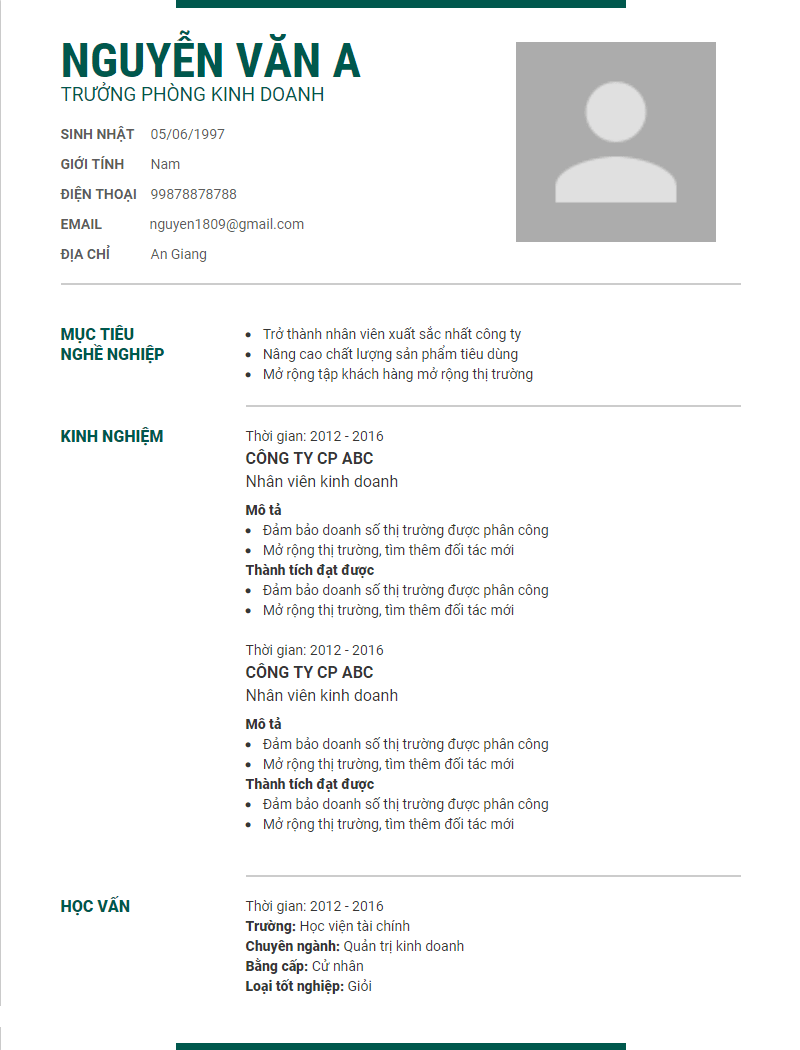 NGUYỄN VĂN A
TRƯỞNG PHÒNG KINH DOANH
SINH NHẬT 05/06/1997
GIỚI TÍNH Nam
ĐIỆN THOẠI 99878878788
EMAIL nguyen1809@gmail.com
ĐỊA CHỈ An Giang
MỤC TIÊU
NGHỀ NGHIỆP
• Trở thành nhân viên xuất sắc nhất công ty
• Nâng cao chất lượng sản phẩm tiêu dùng
• Mở rộng tập khách hàng mở rộng thị trường
KINH NGHIỆM
Thời gian: 2012 - 2016
CÔNG TY CP ABC
Nhân viên kinh doanh
Mô tả
• Đảm bảo doanh số thị trường được phân công
• Mở rộng thị trường, tìm thêm đối tác mới
Thành tích đạt được
• Đảm bảo doanh số thị trường được phân công
• Mở rộng thị trường, tìm thêm đối tác mới
Thời gian: 2012 - 2016
CÔNG TY CP ABC
Nhân viên kinh doanh
Mô tả
• Đảm bảo doanh số thị trường được phân công
• Mở rộng thị trường, tìm thêm đối tác mới
Thành tích đạt được
• Đảm bảo doanh số thị trường được phân công
• Mở rộng thị trường, tìm thêm đối tác mới
HỌC VẤN
Thời gian: 2012 - 2016
Trường: Học viện tài chính
Chuyên ngành: Quản trị kinh doanh
Bằng cấp: Cử nhân
Loại tốt nghiệp: Giỏi